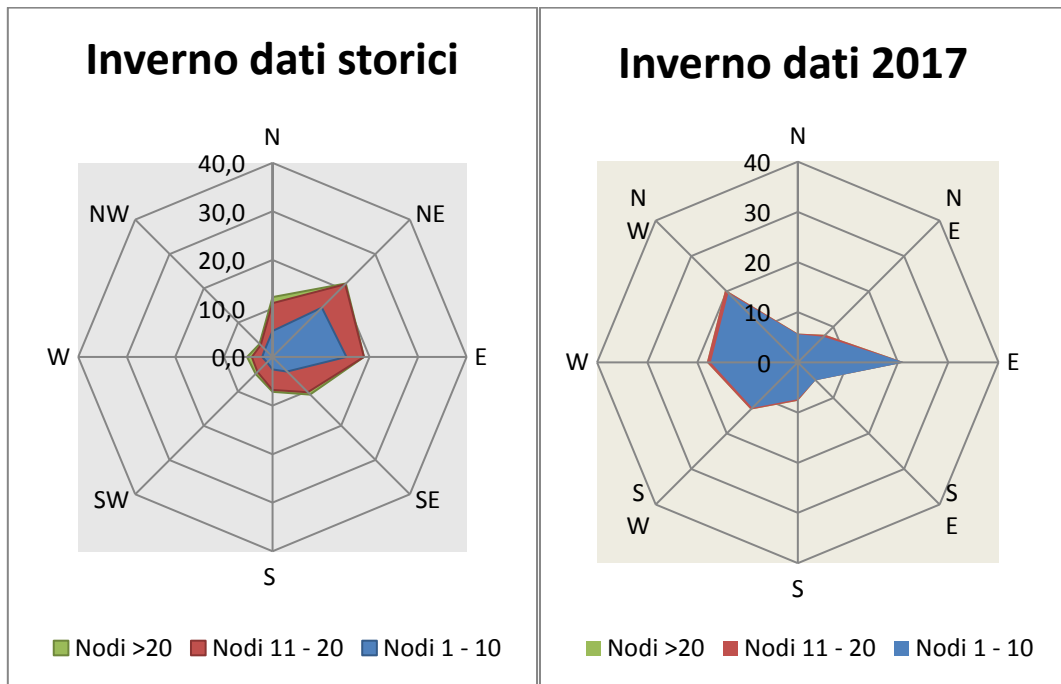 Inverno dati storici
N
40,0
NW
NE
30,0
20,0
10,0
W
0,0
E
SW
SE
S
Nodi >20
Nodi 11 - 20
Nodi 1 - 10
Inverno dati 2017
N
40
N
W
N
E
30
20
10
W
0
E
S
W
S
E
S
Nodi >20
Nodi 11 - 20
Nodi 1 - 10